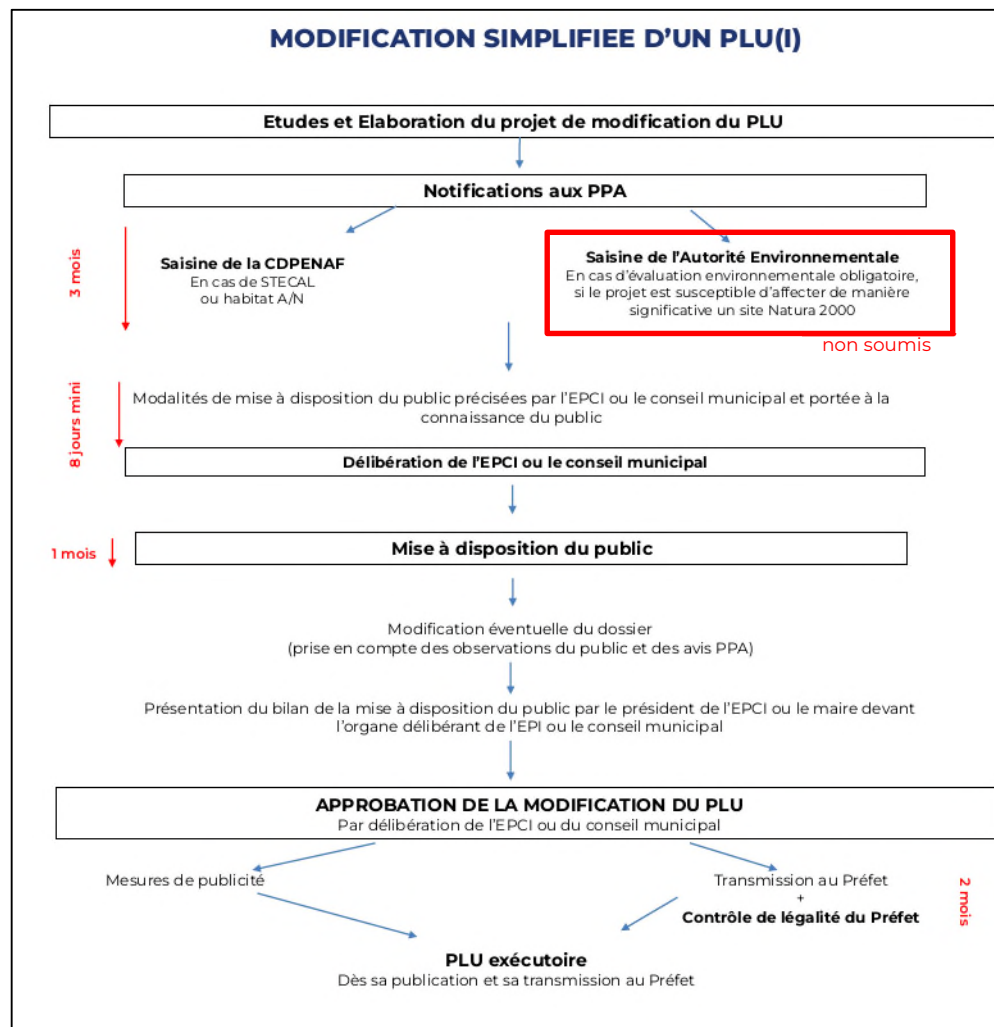 MODIFICATION SIMPLIFIEE D'UN PLU(I)
Etudes et Elaboration du projet de modification du PLU
Notifications aux PPA
3 mois
Saisine de la CDPENAF
En cas de STECAL
ou habitat A/N
Saisine de l'Autorité Environnementale
En cas d'évaluation environnementale obligatoire,
si le projet est susceptible d'affecter de manière
significative un site Natura 2000
non soumis
8 jours mini
Modalités de mise à disposition du public précisées par l'EPCI ou le conseil municipal et portée à la
connaissance du public
Délibération de l'EPCI ou le conseil municipal
1 mois
Mise à disposition du public
Modification éventuelle du dossier
(prise en compte des observations du public et des avis PPA)
Présentation du bilan de la mise à disposition du public par le président de l'EPCI ou le maire devant
l'organe délibérant de l'EPI ou le conseil municipal
APPROBATION DE LA MODIFICATION DU PLU
Par délibération de l'EPCI ou du conseil municipal
Mesures de publicité
Transmission au Préfet
+
Contrôle de légalité du Préfet
2 mois
PLU exécutoire
Dès sa publication et sa transmission au Préfet